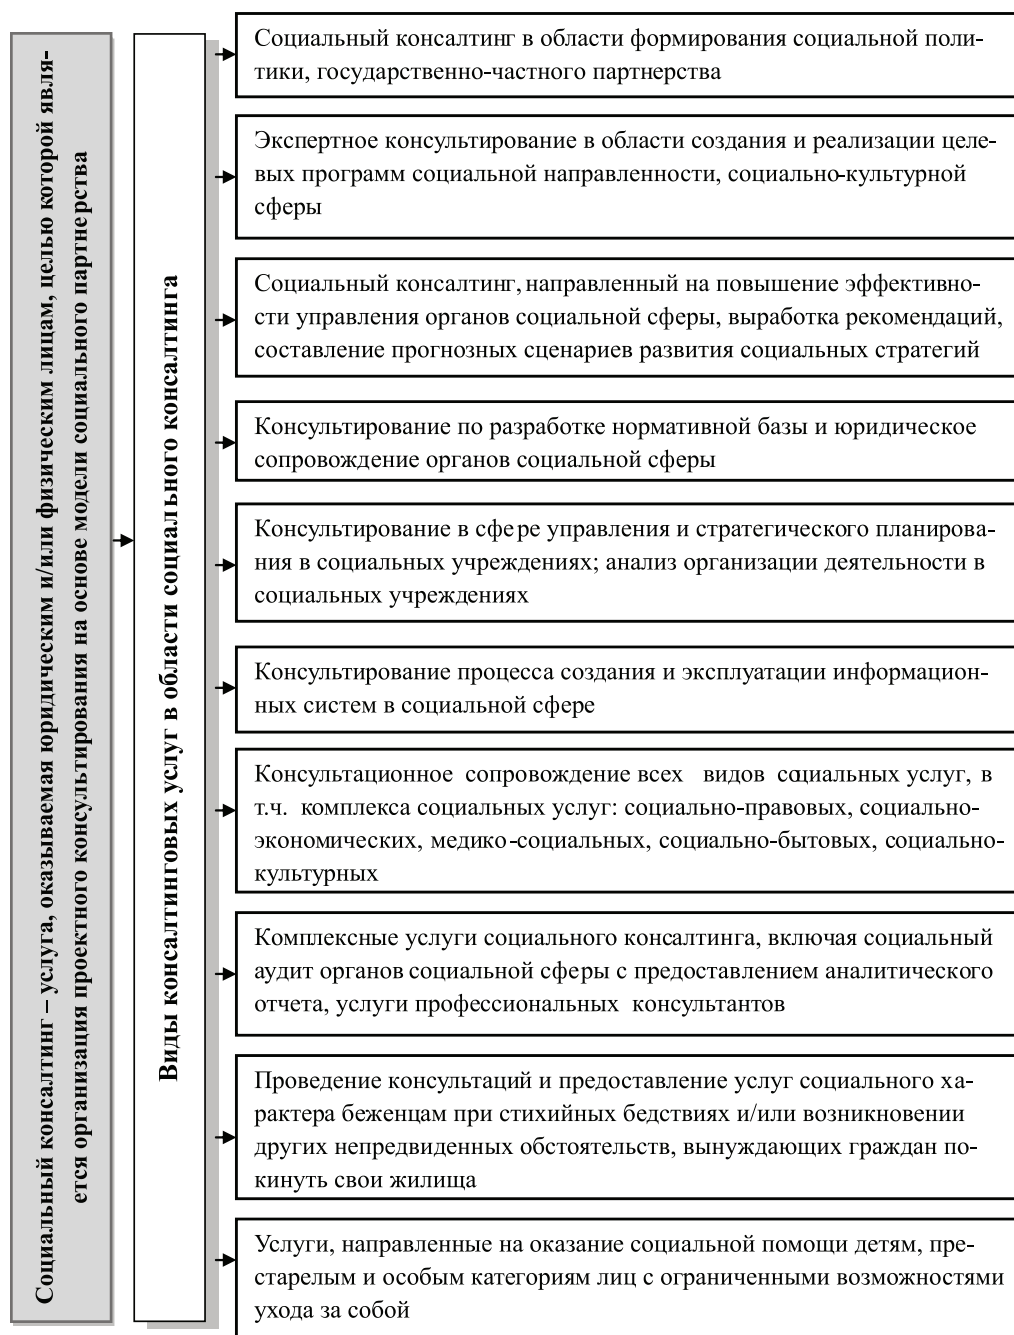 Социальный консалтинг – услуга, оказываемая юридическим и/или физическим лицам, целью которой явля-
ется организация проектного консультирования на основе модели социального партнерства
Виды консалтинговых услуг в области социального консалтинга
Социальный консалтинг в области формирования социальной поли-
тики, государственно-частного партнерства
Экспертное консультирование в области создания и реализации целе-
вых программ социальной направленности, социально-культурной
сферы
Социальный консалтинг, направленный на повышение эффективно-
сти управления органов социальной сферы, выработка рекомендаций,
составление прогнозных сценариев развития социальных стратегий
Консультирование по разработке нормативной базы и юридическое
сопровождение органов социальной сферы
Консультирование в сфере управления и стратегического планирова-
ния в социальных учреждениях; анализ организации деятельности в
социальных учреждениях
Консультирование процесса создания и эксплуатации информацион-
ных систем в социальной сфере
Консультационное сопровождение всех видов социальных услуг, в
т.ч. комплекса социальных услуг: социально-правовых, социально-
экономических, медико-социальных, социально-бытовых, социально-
культурных
Комплексные услуги социального консалтинга, включая социальный
аудит органов социальной сферы с предоставлением аналитического
отчета, услуги профессиональных консультантов
Проведение консультаций и предоставление услуг социального ха-
рактера беженцам при стихийных бедствиях и/или возникновении
других непредвиденных обстоятельств, вынуждающих граждан по-
кинуть свои жилища
Услуги, направленные на оказание социальной помощи детям, пре-
старелым и особым категориям лиц с ограниченными возможностями
ухода за собой